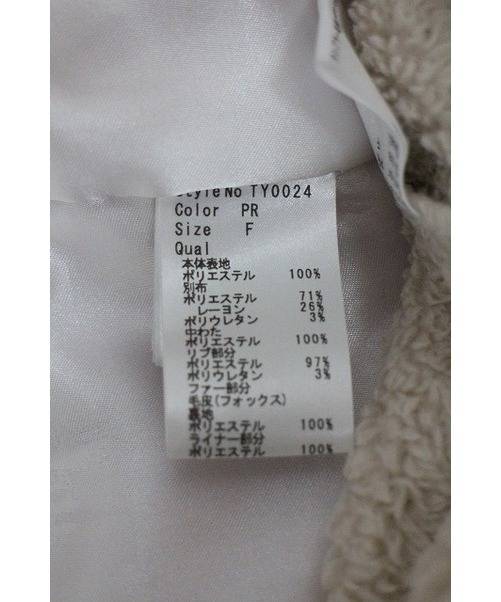 Style No TY0024
Color PR
Size F
Qual
本体表地
ポリエステル 100%
別布
ポリエステル 71%
レーヨン 26%
ポリウレタン 3%
中わた
ポリエステル 100%
リブ部分
ポリエステル 97%
ポリウレタン 3%
ファー部分
毛皮(フォックス)
裏地
ポリエステル 100%
ライナー部分
ポリエステル 100%